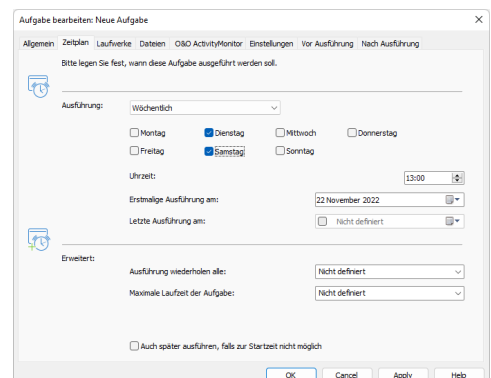 Aufgabe bearbeiten: Neue Aufgabe
Allgemein Zeitplan Laufwerke Dateien O&O ActivityMonitor Einstellungen Vor Ausführung Nach Ausführung
Bitte legen Sie fest, wann diese Aufgabe ausgeführt werden soll.
Ausführung: Wöchentlich
Montag Dienstag Mittwoch Donnerstag
Freitag Samstag Sonntag
Uhrzeit: 13:00
Erstmalige Ausführung am: 22 November 2022
Letzte Ausführung am: Nicht definiert
Erweitert:
Ausführung wiederholen alle: Nicht definiert
Maximale Laufzeit der Aufgabe: Nicht definiert
Auch später ausführen, falls zur Startzeit nicht möglich
OK Cancel Apply Help